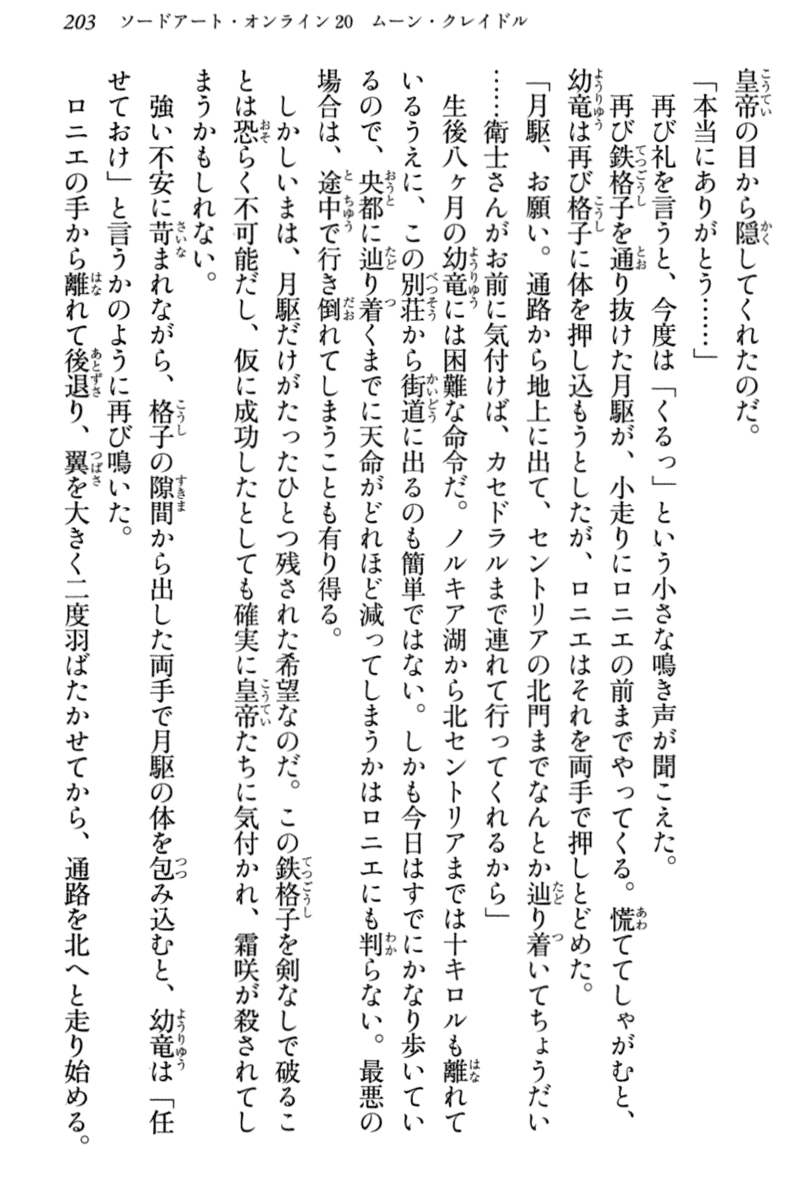 203 ソードアート・オンライン20 ムーン・クレイドル
皇帝の目から隠してくれたのだ。
「本当にありがとう……」
再び礼を言うと、今度は「くるっ」という小さな鳴き声が聞こえた。
再び鉄格子を通り抜けた月駆が、小走りにロニエの前までやってくる。慌ててしゃがむと、
幼竜は再び格子に体を押し込もうとしたが、ロニエはそれを両手で押しとどめた。
「月駆、お願い。通路から地上に出て、セントリアの北門までなんとか辿り着いてちょうだい
……衛士さんがお前に気付けば、カセドラルまで連れて行ってくれるから」
生後八ヶ月の幼竜には困難な命令だ。ノルキア湖から北セントリアまでは十キロルも離れて
いるうえに、この別荘から街道に出るのも簡単ではない。しかも今日はすでにかなり歩いてい
るので、央都に辿り着くまでに天命がどれほど減ってしまうかはロニエにも判らない。最悪の
場合は、途中で行き倒れてしまうことも有り得る。
しかしいまは、月駆だけがたったひとつ残された希望なのだ。この鉄格子を剣なしで破るこ
とは恐らく不可能だし、仮に成功したとしても確実に皇帝たちに気付かれ、霜咲が殺されてし
まうかもしれない。
強い不安に苛まれながら、格子の隙間から出した両手で月駆の体を包み込むと、幼竜は「任
せておけ」と言うかのように再び鳴いた。
ロニエの手から離れて後退り、翼を大きく二度羽ばたかせてから、通路を北へと走り始める。